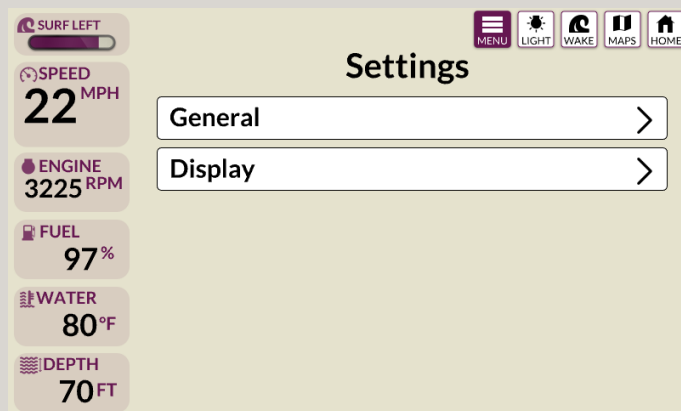 SURF LEFT
MENU LIGHT WAKE MAPS HOME
Settings
SPEED
22 MPH
General
Display
ENGINE
3225 RPM
FUEL
97 %
WATER
80 °F
DEPTH
70 FT